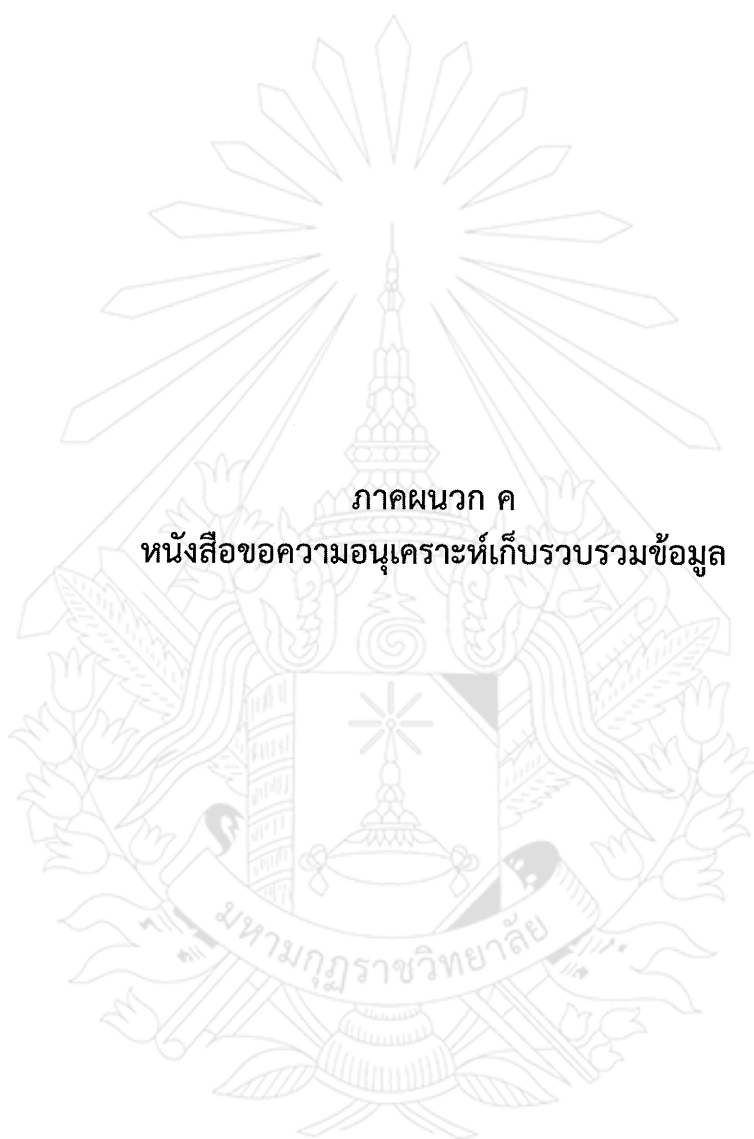 ภาคผนวก ค
หนังสือขอความอนุเคราะห์เก็บรวบรวมข้อมูล
มหามกุฏราชวิทยาลัย